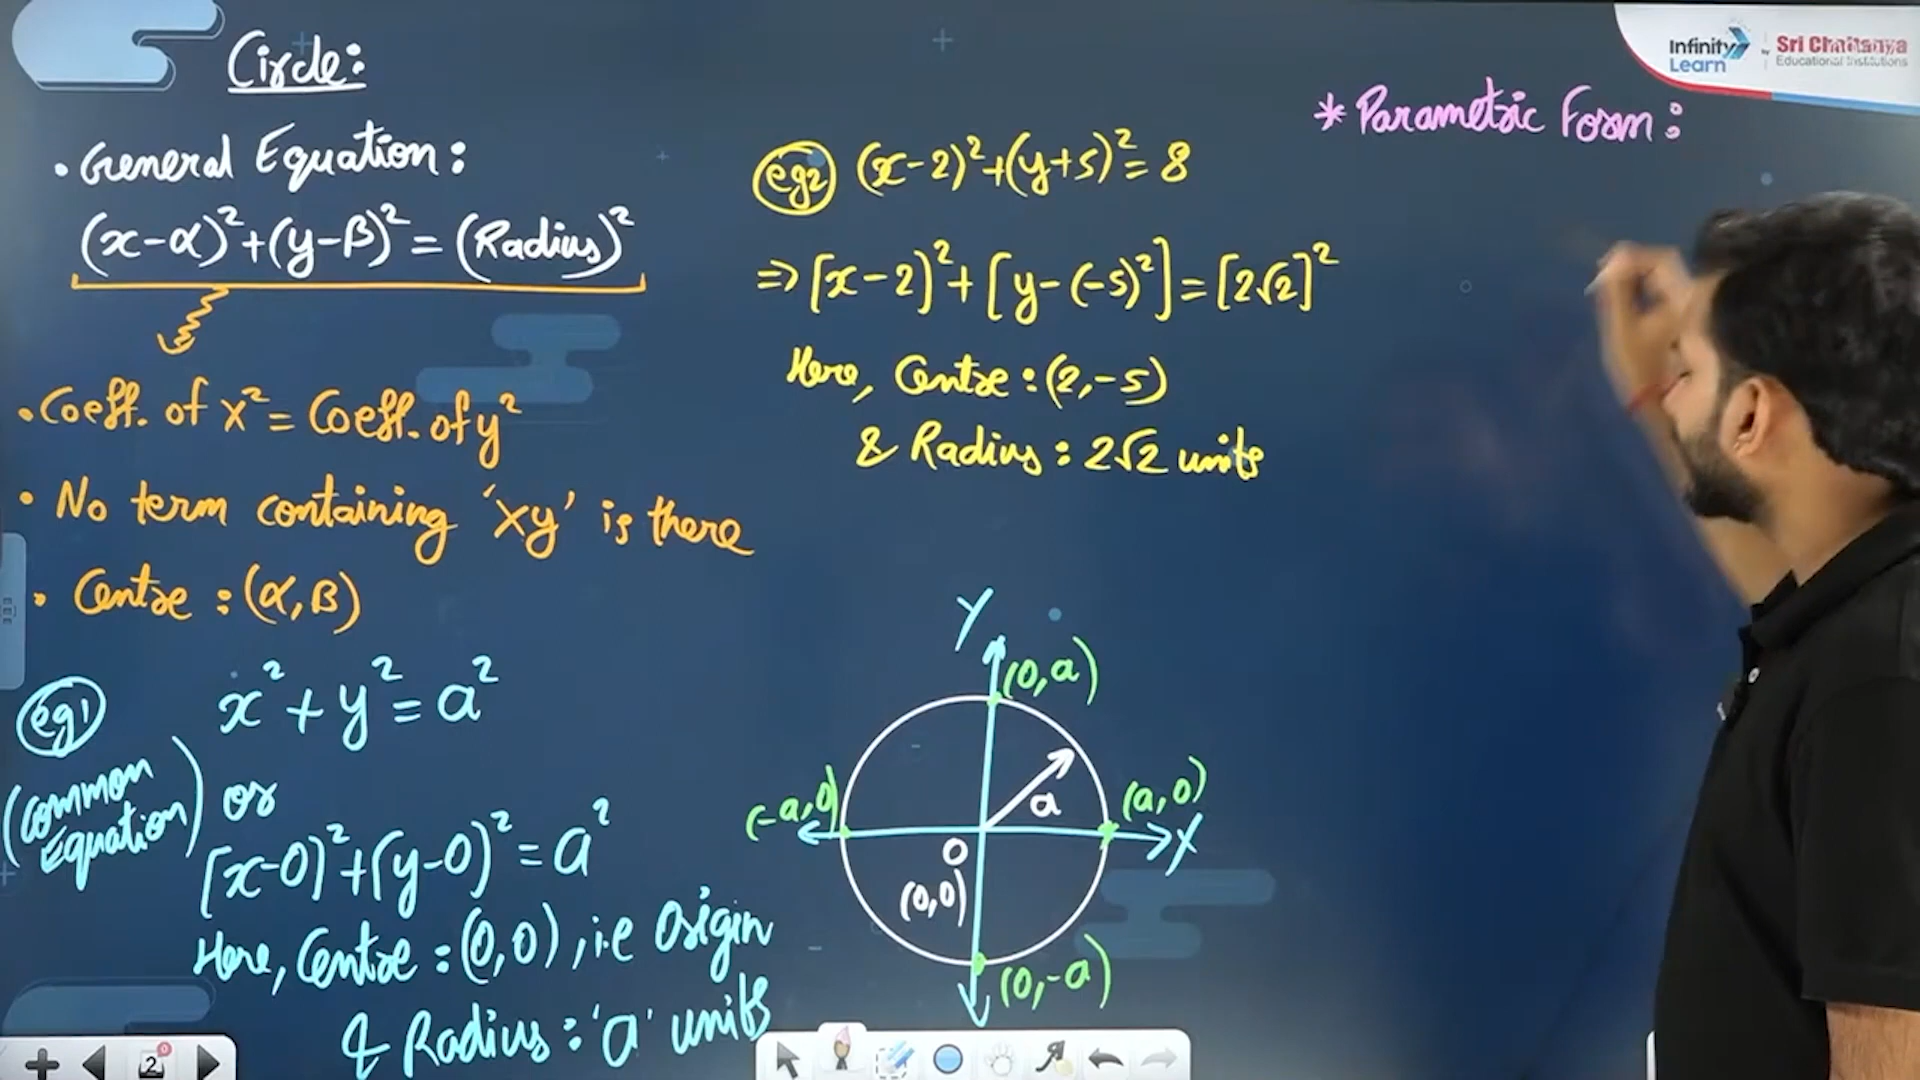 Circle:
• General Equation:
(x-α)²+(y-β)² = (Radius)²
• Coeff. of x² = Coeff. of y²
• No term containing 'xy' is there
• Centre : (α, β)
eg1 x² + y² = a²
(Common Equation) or
[x-0]²+[y-0]² = a²
Here, Centre : (0,0), i.e Origin
& Radius : 'a' units
eg2 (x-2)²+(y+5)² = 8
⇒ [x-2]²+[y-(-5)²] = [2√2]²
Here, Centre : (2,-5)
& Radius : 2√2 units
Y
(0,a)
a
(-a,0)
(a,0)
X
O
(0,0)
(0,-a)
* Parametric Form :
Infinity Learn by Sri Chaitanya Educational Institutions
2
0